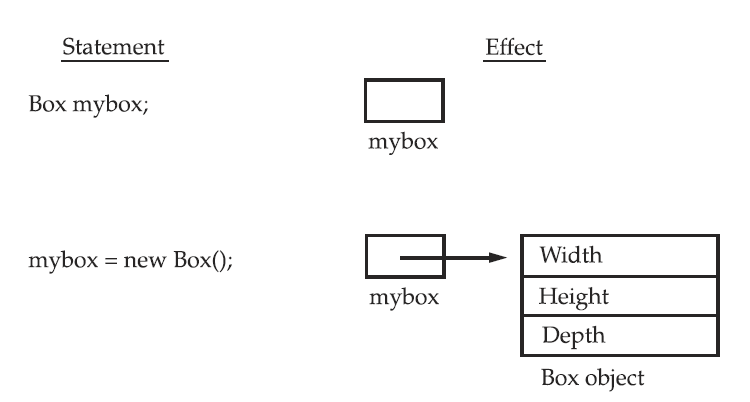 Statement Effect
Box mybox;
mybox
mybox = new Box();
mybox
Width
Height
Depth
Box object